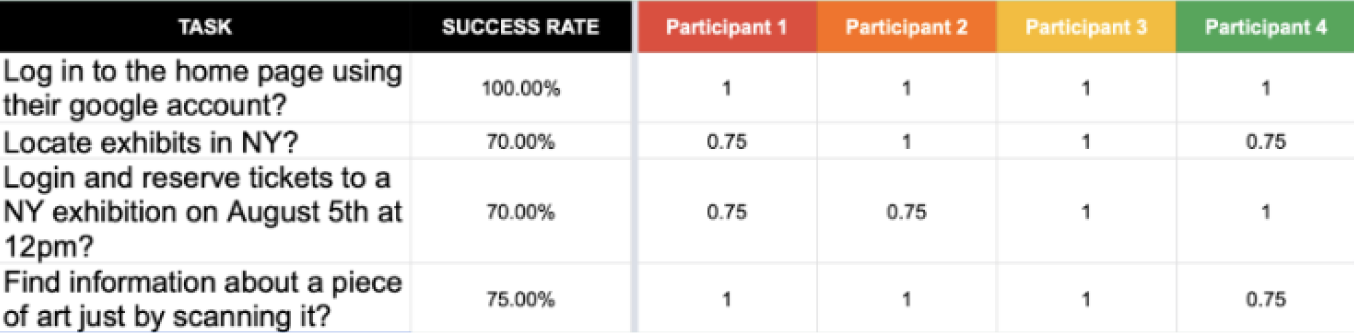 TASK SUCCESS RATE Participant 1 Participant 2 Participant 3 Participant 4
Log in to the home page using
their google account?
100.00% 1 1 1 1
Locate exhibits in NY? 70.00% 0.75 1 1 0.75
Login and reserve tickets to a
NY exhibition on August 5th at
12pm?
70.00% 0.75 0.75 1 1
Find information about a piece
of art just by scanning it?
75.00% 1 1 1 0.75